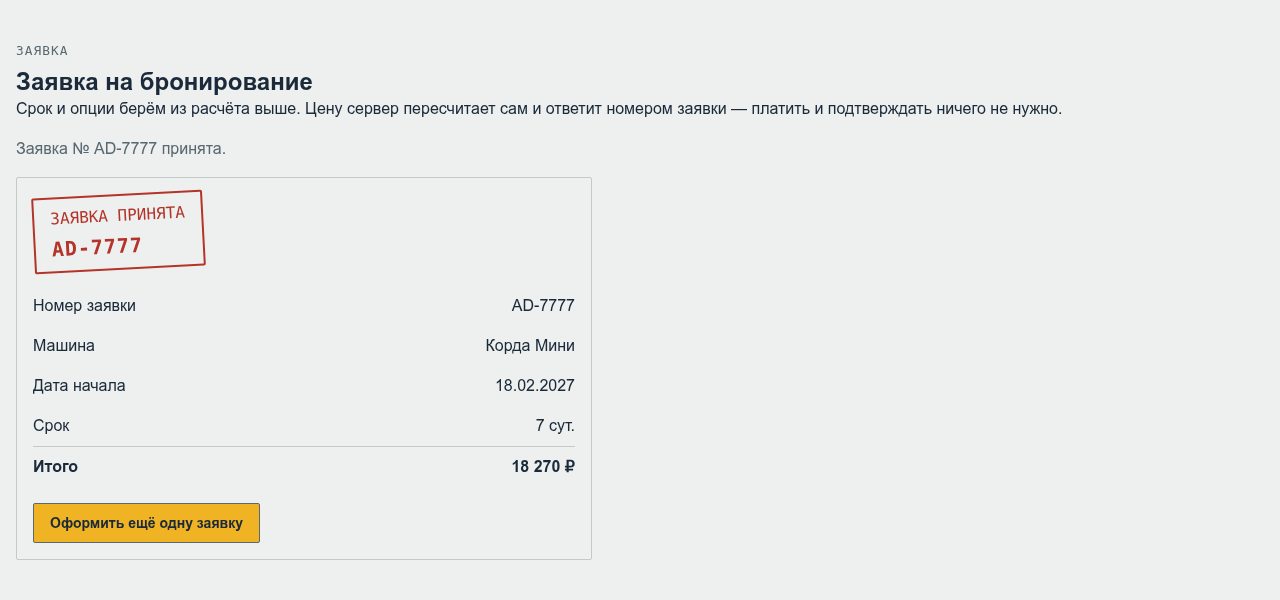 ЗАЯВКА
Заявка на бронирование
Срок и опции берём из расчёта выше. Цену сервер пересчитает сам и ответит номером заявки — платить и подтверждать ничего не нужно.
Заявка № AD-7777 принята.
ЗАЯВКА ПРИНЯТА
AD-7777
Номер заявки AD-7777
Машина Корда Мини
Дата начала 18.02.2027
Срок 7 сут.
Итого 18 270 ₽
Оформить ещё одну заявку